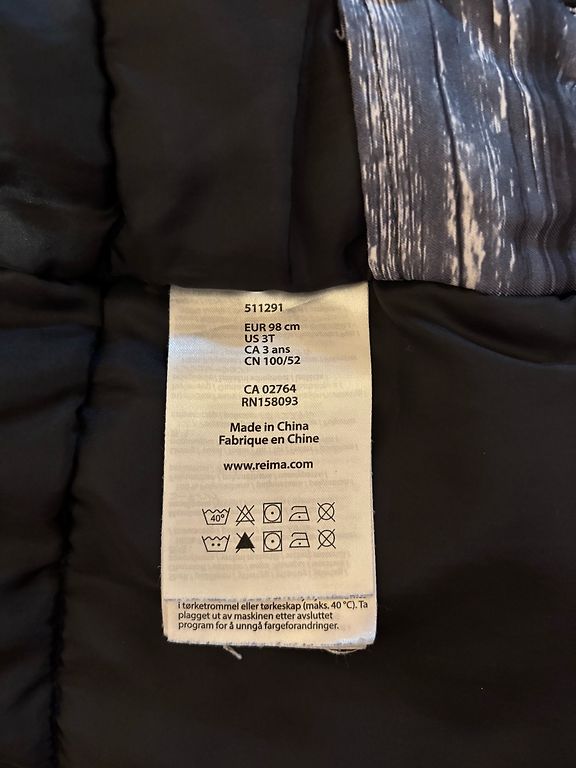 511291
EUR 98 cm
US 3T
CA 3 ans
CN 100/52
CA 02764
RN158093
Made in China
Fabrique en Chine
www.reima.com
40°
i tørketrommel eller tørkeskap (maks. 40 °C). Ta
plagget ut av maskinen etter avsluttet
program for å unngå fargeforandringer.